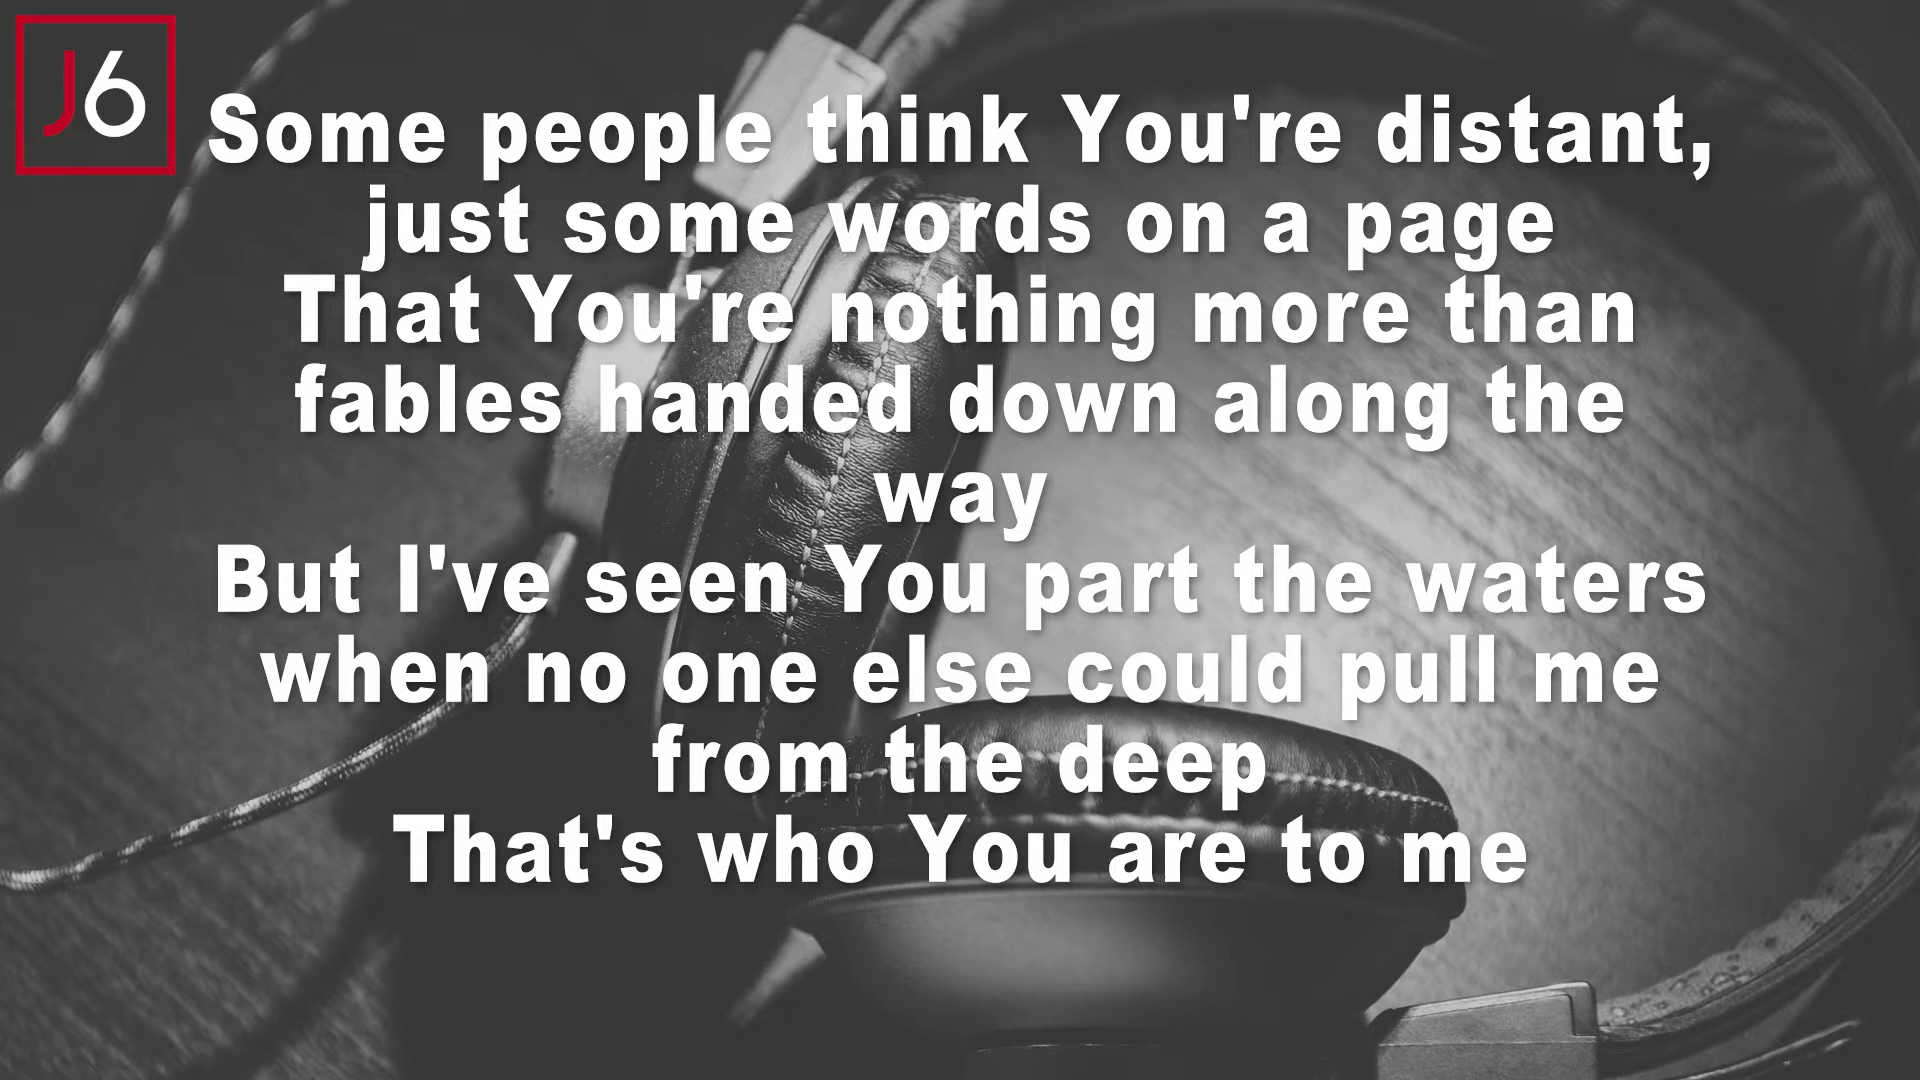 J6
Some people think You're distant,
just some words on a page
That You're nothing more than
fables handed down along the
way
But I've seen You part the waters
when no one else could pull me
from the deep
That's who You are to me